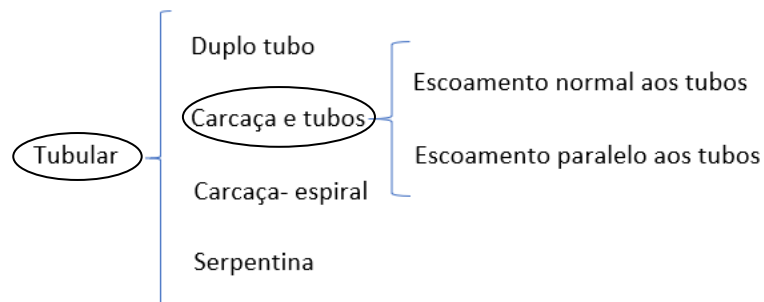 Duplo tubo
Escoamento normal aos tubos
Carcaça e tubos
Tubular
Escoamento paralelo aos tubos
Carcaça- espiral
Serpentina